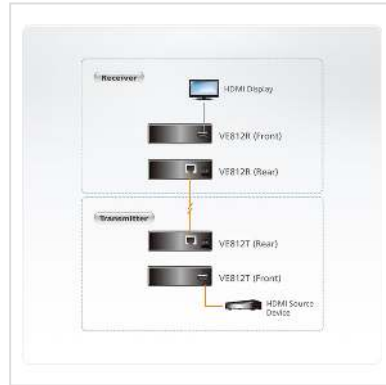 Receiver
HDMI Display
VE812R (Front)
VE812R (Rear)
Transmitter
VE812T (Rear)
VE812T (Front)
HDMI Source
Device